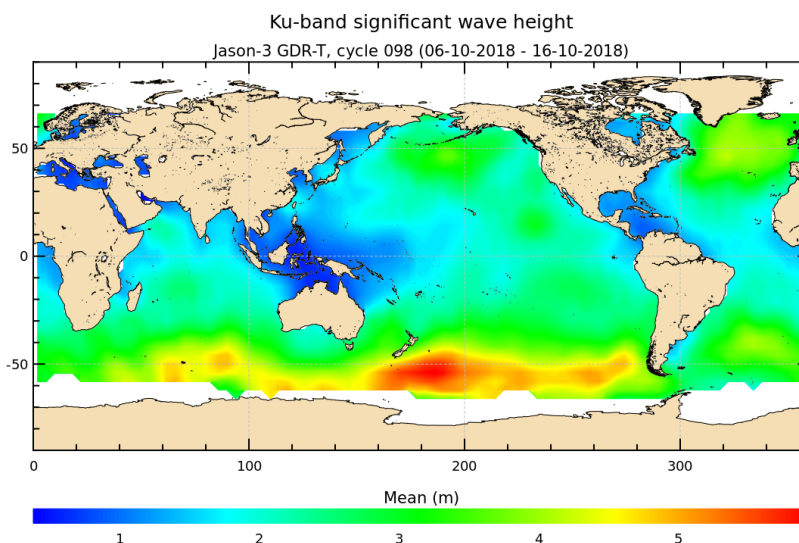 Ku-band significant wave height
Jason-3 GDR-T, cycle 098 (06-10-2018 - 16-10-2018)
50
0
-50
0 100 200 300
Mean (m)
1 2 3 4 5